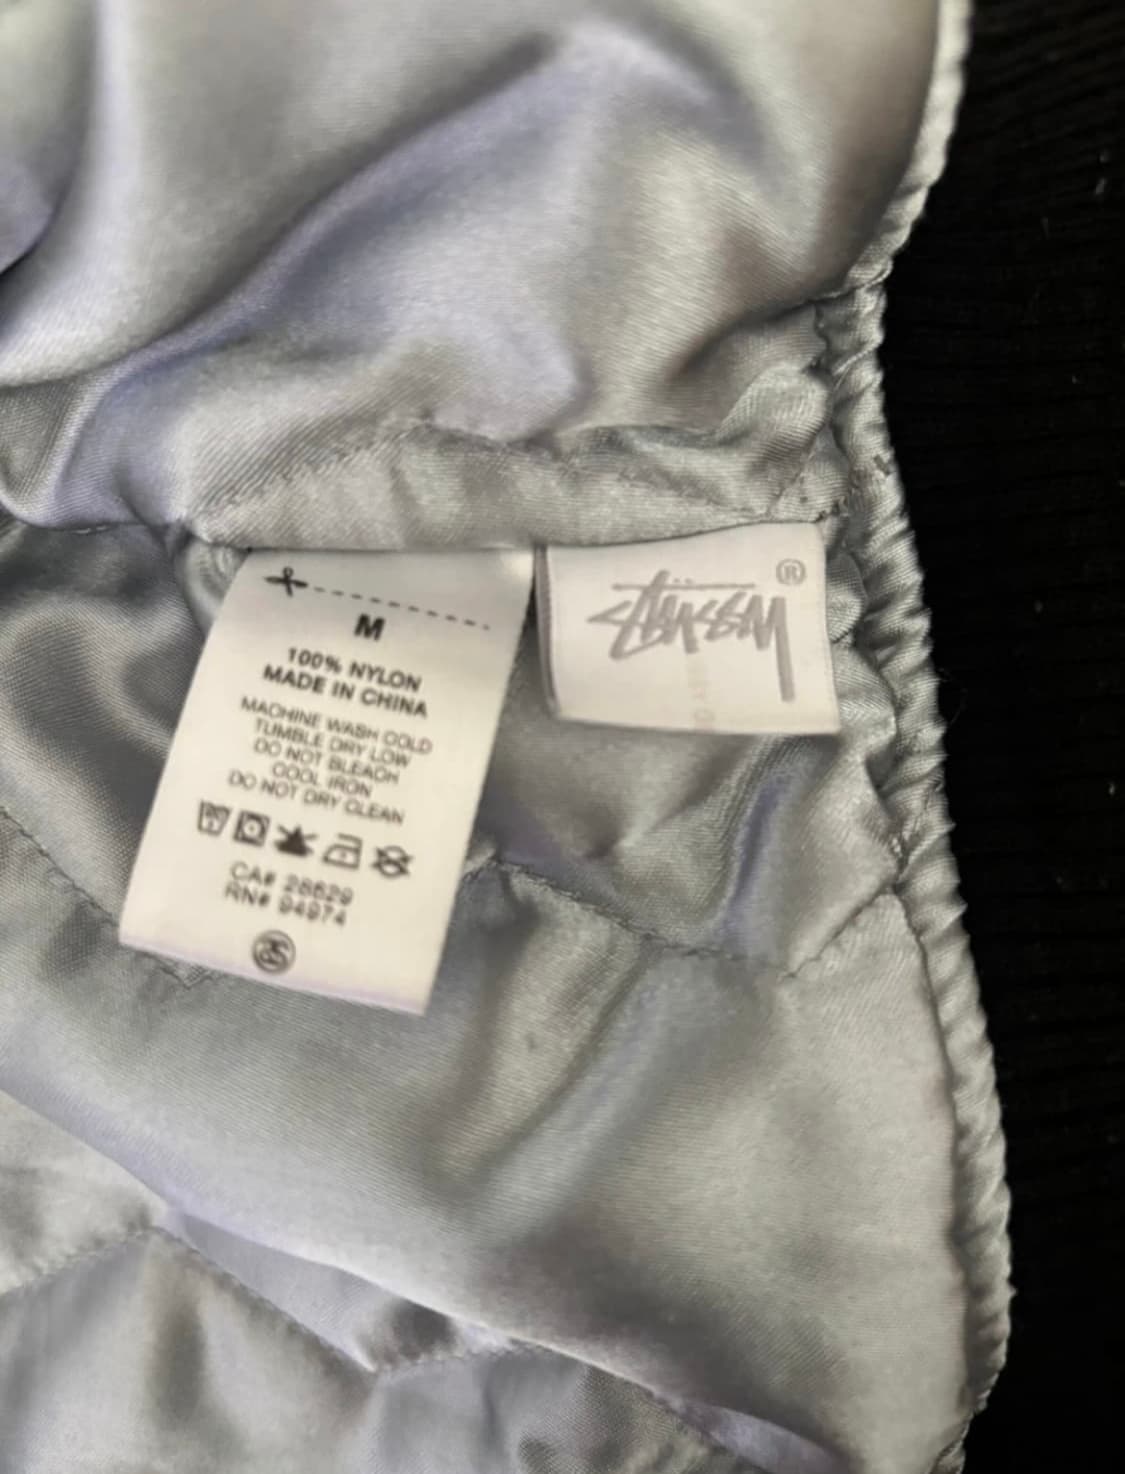 M
100% NYLON
MADE IN CHINA
MACHINE WASH COLD
TUMBLE DRY LOW
DO NOT BLEACH
COOL IRON
DO NOT DRY CLEAN
CA# 28629
RN# 94974
Stüssy ®